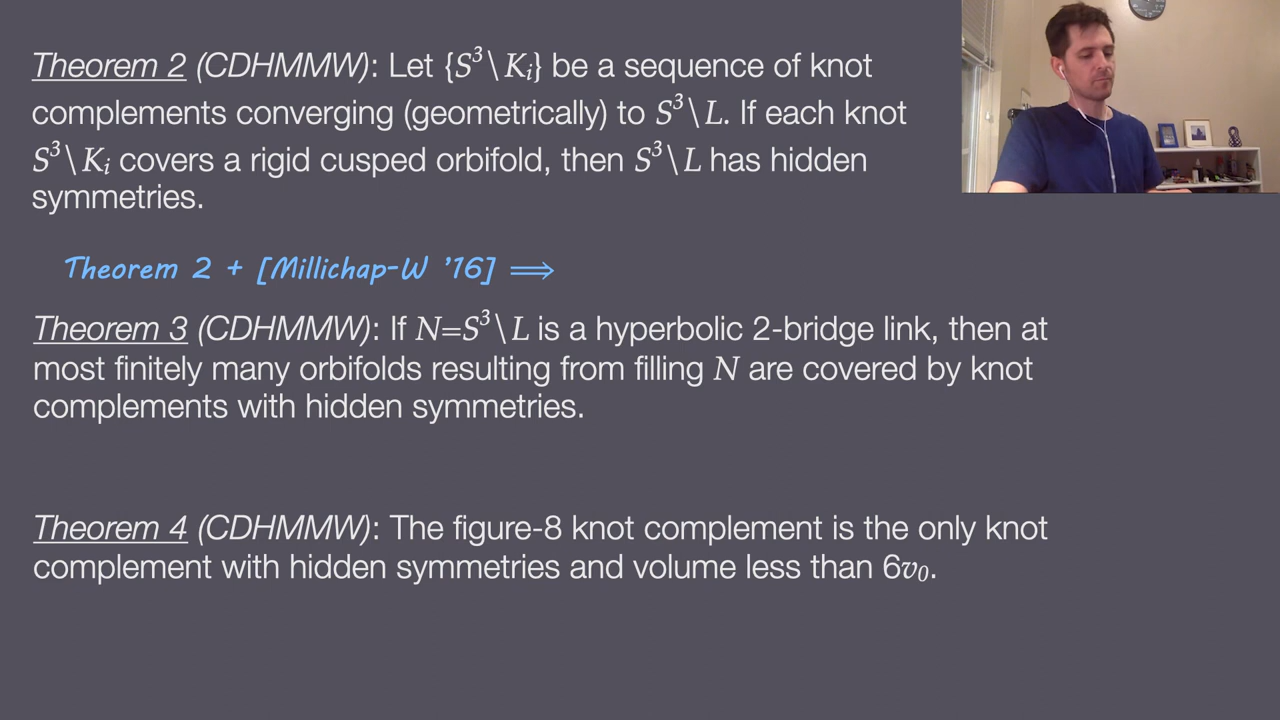 Theorem 2 (CDHMMW): Let {S³\Kᵢ} be a sequence of knot
complements converging (geometrically) to S³\L. If each knot
S³\Kᵢ covers a rigid cusped orbifold, then S³\L has hidden
symmetries.
Theorem 2 + [Millichap-W '16] ⟹
Theorem 3 (CDHMMW): If N=S³\L is a hyperbolic 2-bridge link, then at
most finitely many orbifolds resulting from filling N are covered by knot
complements with hidden symmetries.
Theorem 4 (CDHMMW): The figure-8 knot complement is the only knot
complement with hidden symmetries and volume less than 6v₀.